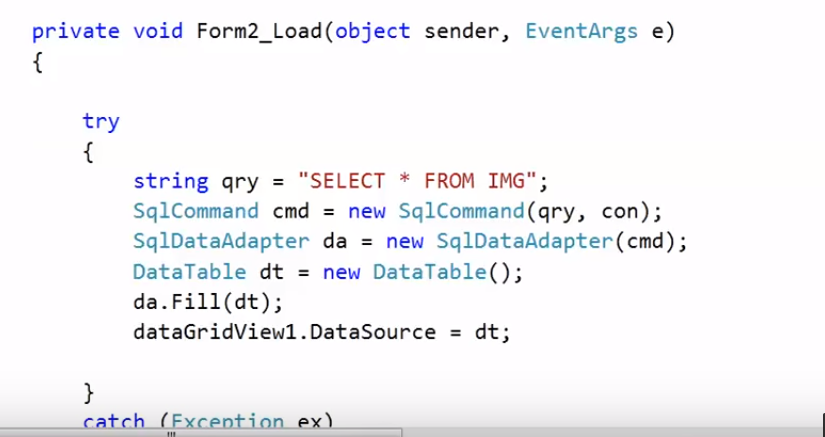 private void Form2_Load(object sender, EventArgs e)
{
try
{
string qry = "SELECT * FROM IMG";
SqlCommand cmd = new SqlCommand(qry, con);
SqlDataAdapter da = new SqlDataAdapter(cmd);
DataTable dt = new DataTable();
da.Fill(dt);
dataGridView1.DataSource = dt;
}
catch (Exception ex)